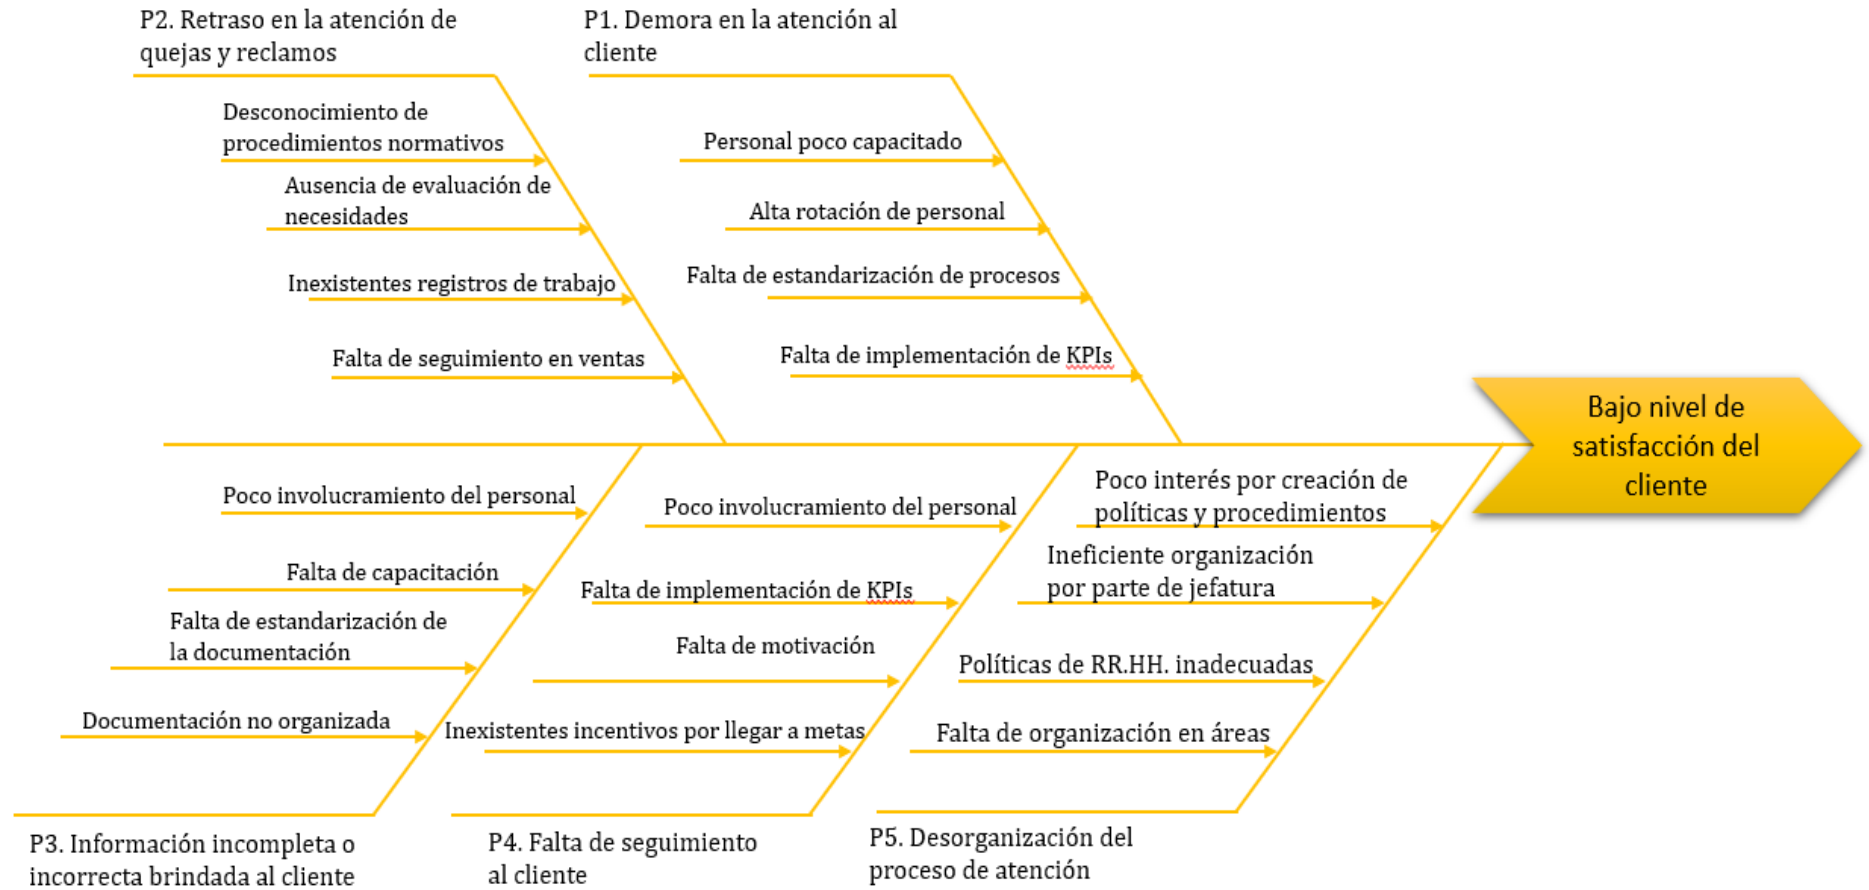 P2. Retraso en la atención de
quejas y reclamos
Desconocimiento de
procedimientos normativos
Ausencia de evaluación de
necesidades
Inexistentes registros de trabajo
Falta de seguimiento en ventas
P1. Demora en la atención al
cliente
Personal poco capacitado
Alta rotación de personal
Falta de estandarización de procesos
Falta de implementación de KPIs
Bajo nivel de
satisfacción del
cliente
Poco involucramiento del personal
Falta de capacitación
Falta de estandarización de
la documentación
Documentación no organizada
P3. Información incompleta o
incorrecta brindada al cliente
Poco involucramiento del personal
Falta de implementación de KPIs
Falta de motivación
Inexistentes incentivos por llegar a metas
P4. Falta de seguimiento
al cliente
Poco interés por creación de
políticas y procedimientos
Ineficiente organización
por parte de jefatura
Políticas de RR.HH. inadecuadas
Falta de organización en áreas
P5. Desorganización del
proceso de atención